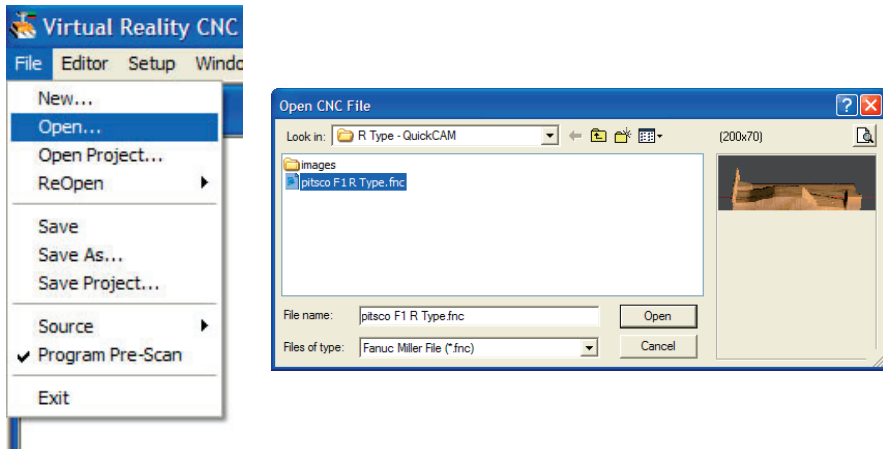 Virtual Reality CNC
File Editor Setup
New...
Open...
Open Project...
ReOpen
Save
Save As...
Save Project...
Source
Program Pre-Scan
Exit
Open CNC File
Look in: R Type - QuickCAM
(200x70)
images
pitsco F1 R Type.fnc
File name: pitsco F1 R Type.fnc
Open
Files of type: Fanuc Miller File (*.fnc)
Cancel